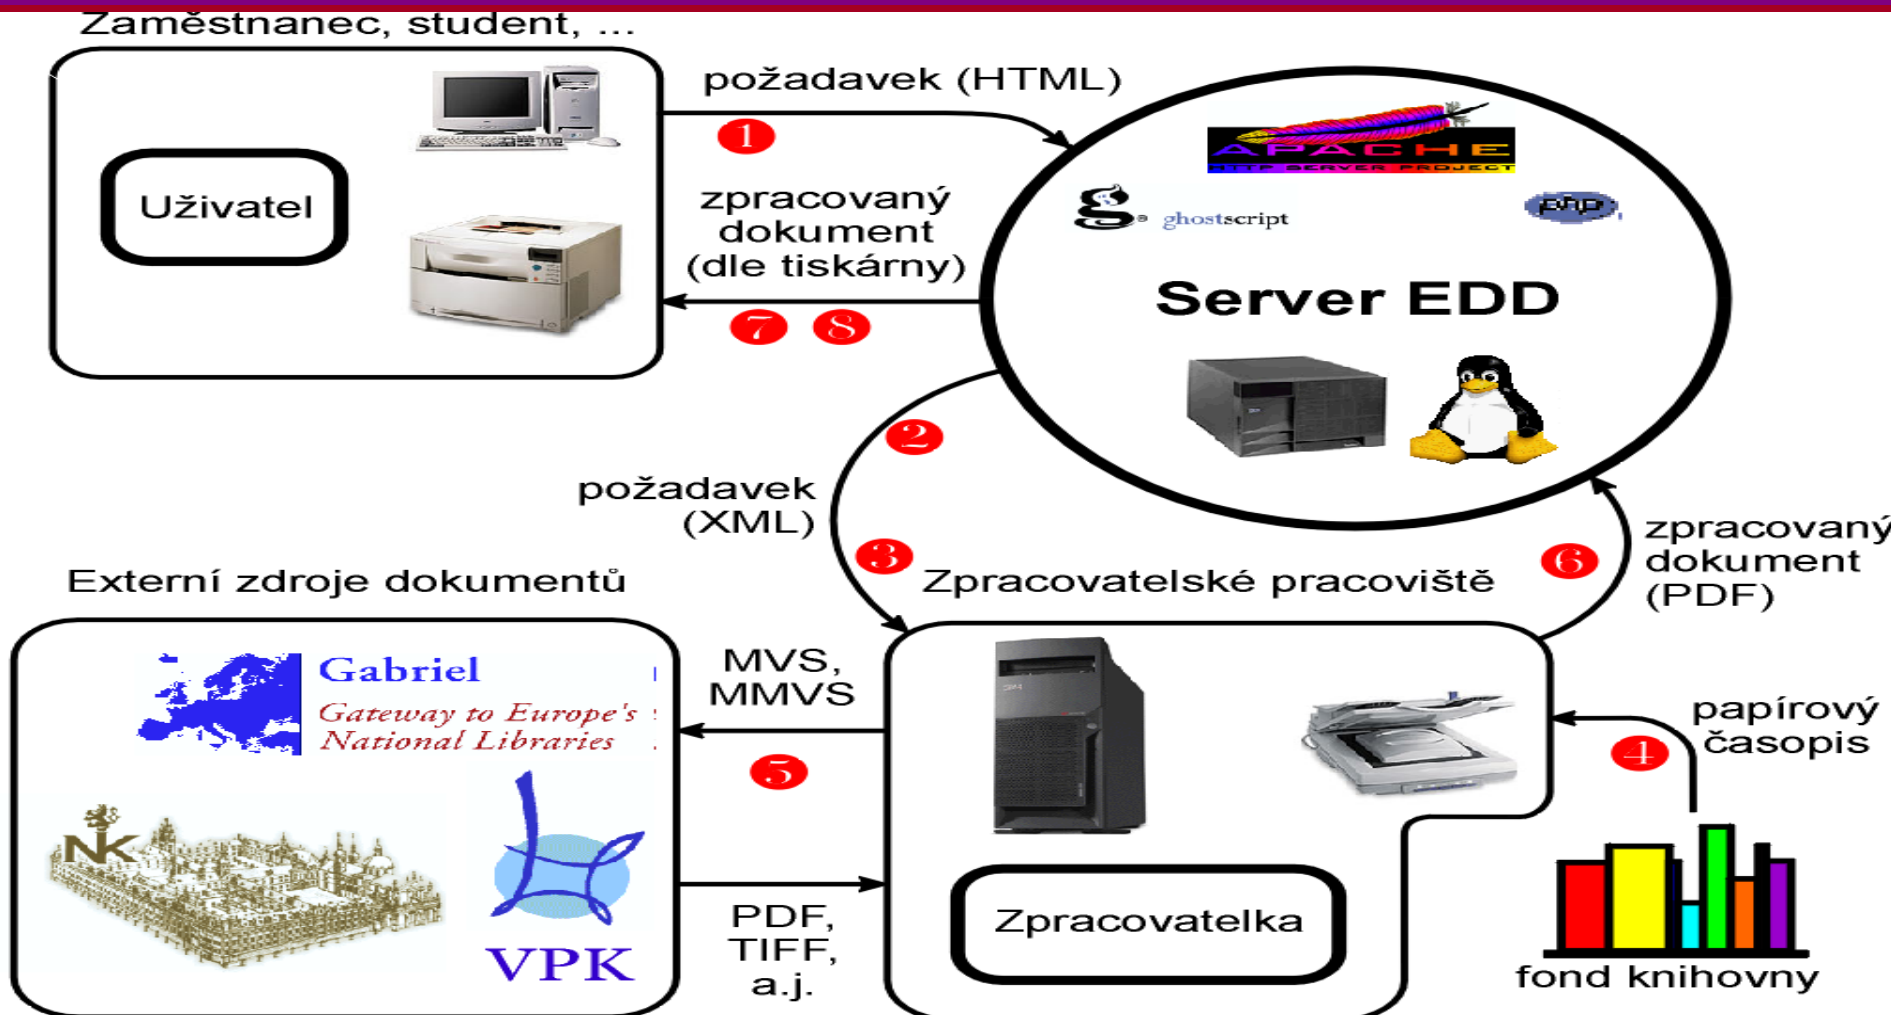 Zaměstnanec, student, ...
požadavek (HTML)
1
APACHE
HTTP SERVER PROJECT
Uživatel
zpracovaný
dokument
(dle tiskárny)
ghostscript
php
Server EDD
7 8
2
požadavek
(XML)
3
6
zpracovaný
dokument
(PDF)
Externí zdroje dokumentů
Zpracovatelské pracoviště
Gabriel
Gateway to Europe's
National Libraries
MVS,
MMVS
5
papírový
časopis
4
NK
VPK
PDF,
TIFF,
a.j.
Zpracovatelka
fond knihovny